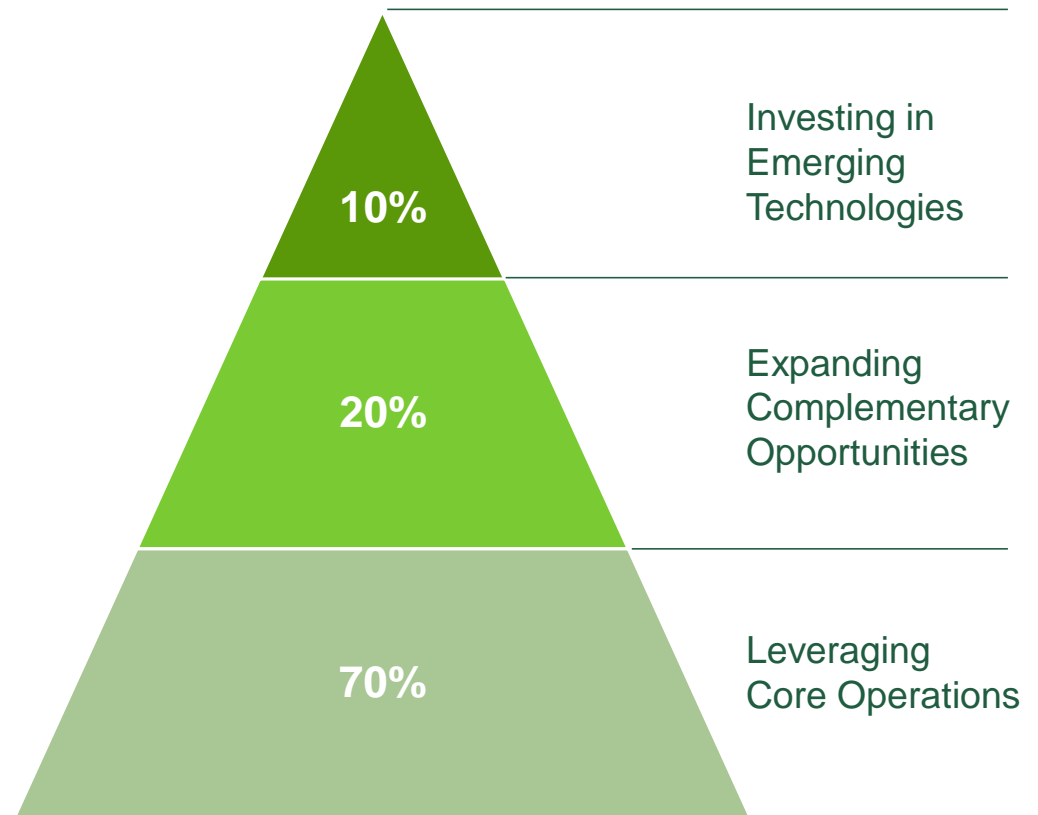 10%
Investing in
Emerging
Technologies
20%
Expanding
Complementary
Opportunities
70%
Leveraging
Core Operations